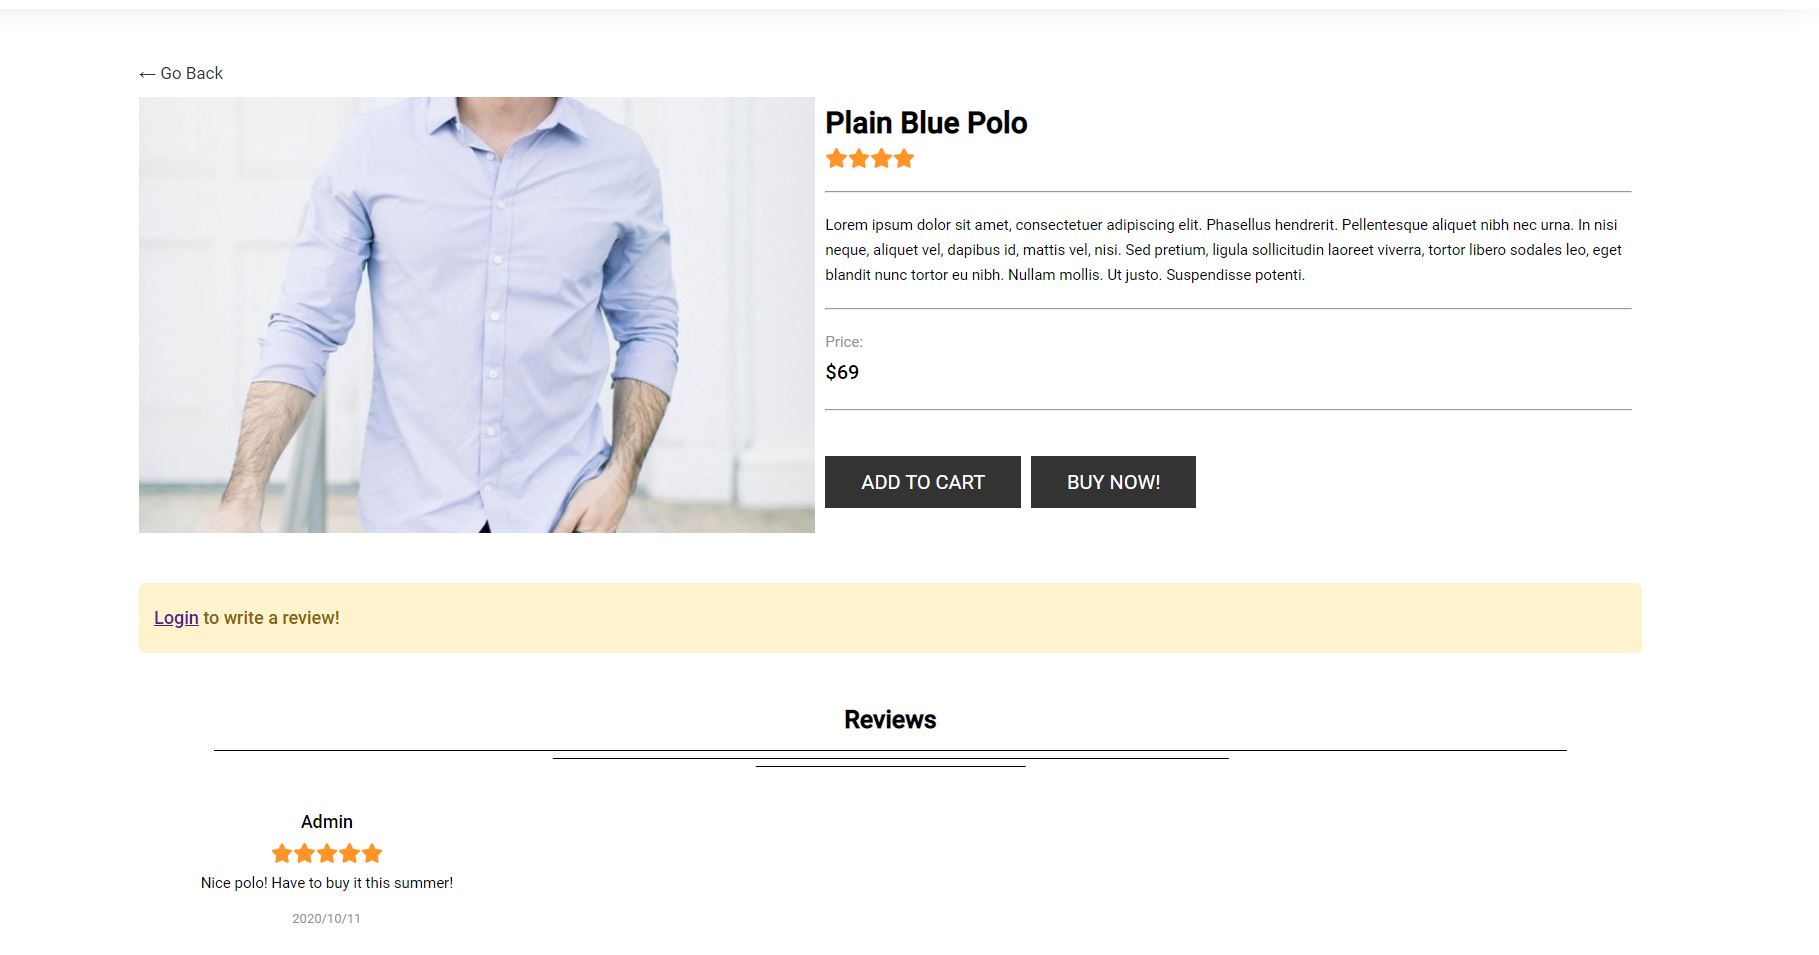 ← Go Back
Plain Blue Polo
Lorem ipsum dolor sit amet, consectetuer adipiscing elit. Phasellus hendrerit. Pellentesque aliquet nibh nec urna. In nisi
neque, aliquet vel, dapibus id, mattis vel, nisi. Sed pretium, ligula sollicitudin laoreet viverra, tortor libero sodales leo, eget
blandit nunc tortor eu nibh. Nullam mollis. Ut justo. Suspendisse potenti.
Price:
$69
ADD TO CART
BUY NOW!
Login to write a review!
Reviews
Admin
Nice polo! Have to buy it this summer!
2020/10/11